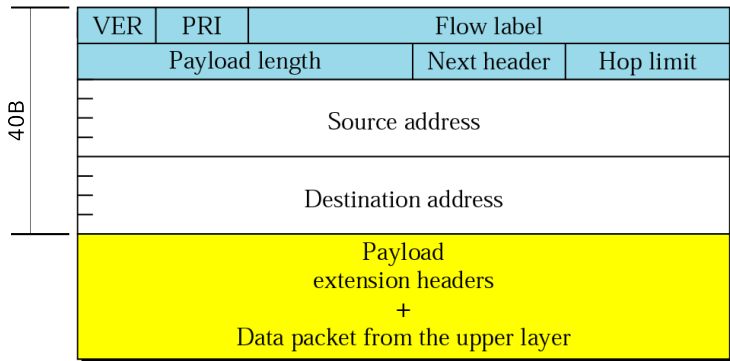 VER PRI Flow label
Payload length Next header Hop limit
40B
Source address
Destination address
Payload
extension headers
+
Data packet from the upper layer